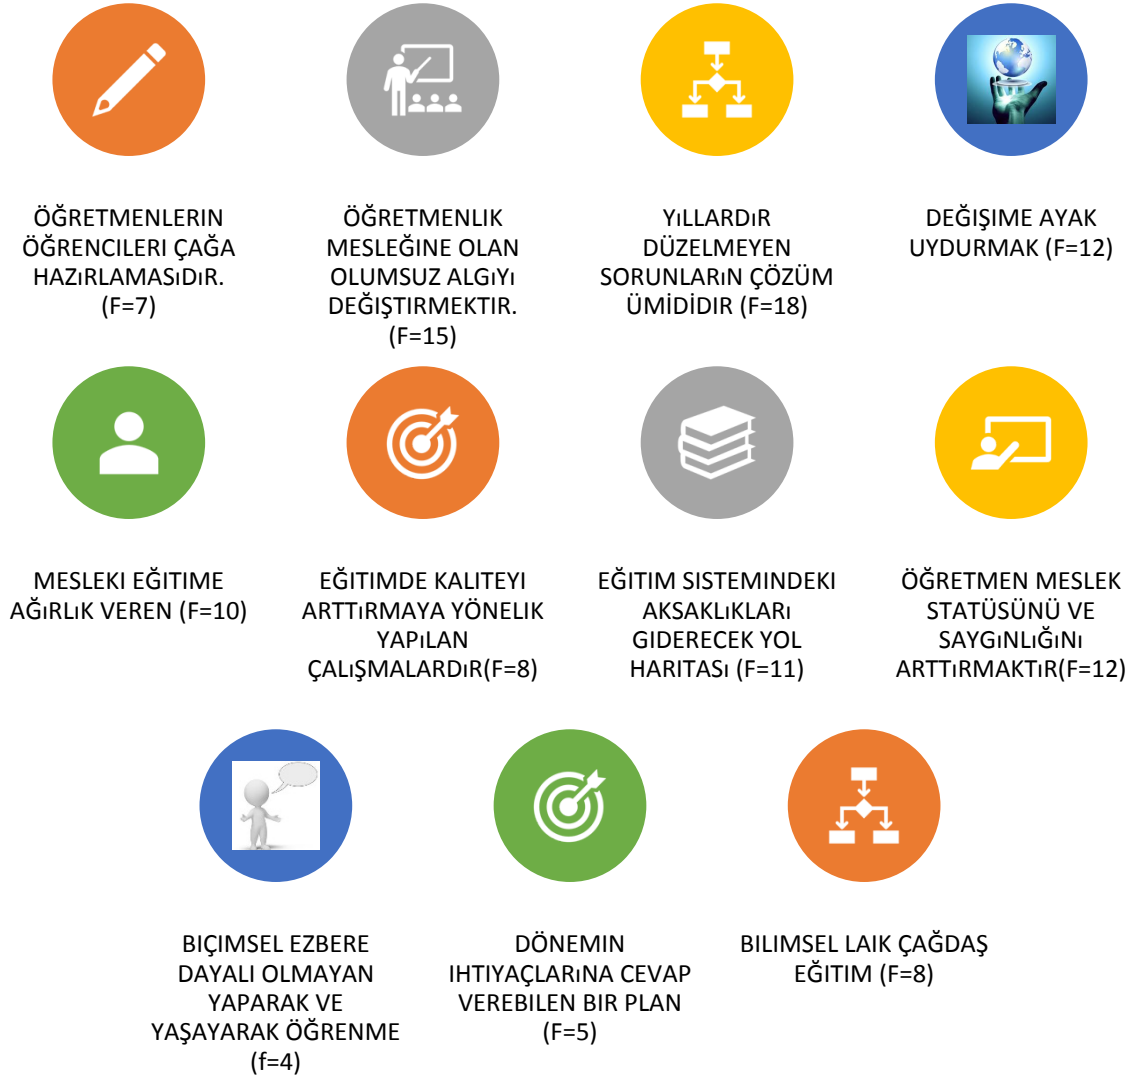 ÖĞRETMENLERIN
ÖĞRENCILERI ÇAĞA
HAZıRLAMASıDıR.
(F=7)
ÖĞRETMENLIK
MESLEĞINE OLAN
OLUMSUZ ALGıYı
DEĞIŞTIRMEKTIR.
(F=15)
YıLLARDıR
DÜZELMEYEN
SORUNLARıN ÇÖZÜM
ÜMİDİDIR (F=18)
DEĞIŞIME AYAK
UYDURMAK (F=12)
MESLEKI EĞITIME
AĞıRLıK VEREN (F=10)
EĞITIMDE KALITEYI
ARTTıRMAYA YÖNELIK
YAPıLAN
ÇALıŞMALARDıR(F=8)
EĞITIM SISTEMINDEKI
AKSAKLıKLARı
GIDERECEK YOL
HARITASı (F=11)
ÖĞRETMEN MESLEK
STATÜSÜNÜ VE
SAYGıNLıĞıNı
ARTTıRMAKTıR(F=12)
BIÇIMSEL EZBERE
DAYALI OLMAYAN
YAPARAK VE
YAŞAYARAK ÖĞRENME
(f=4)
DÖNEMIN
IHTIYAÇLARıNA CEVAP
VEREBILEN BIR PLAN
(F=5)
BILIMSEL LAIK ÇAĞDAŞ
EĞITIM (F=8)